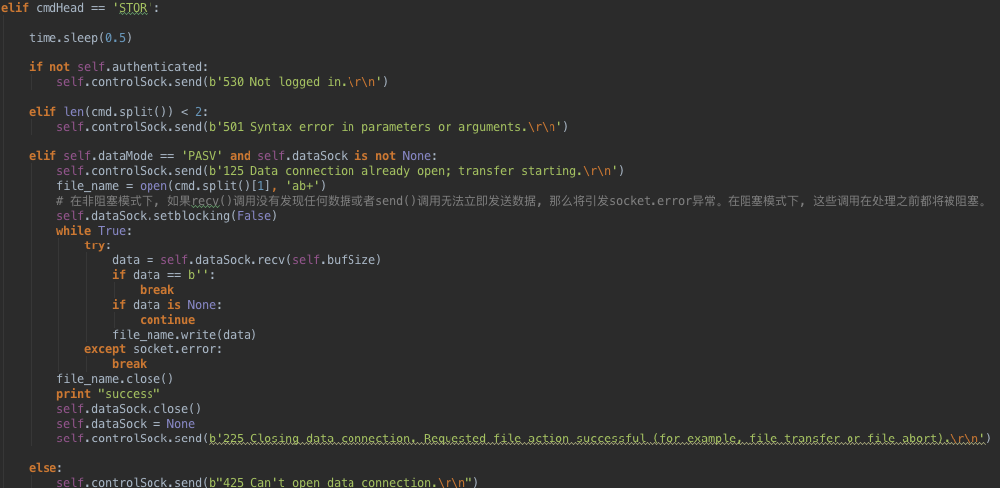 elif cmdHead == 'STOR':
time.sleep(0.5)
if not self.authenticated:
self.controlSock.send(b'530 Not logged in.\r\n')
elif len(cmd.split()) < 2:
self.controlSock.send(b'501 Syntax error in parameters or arguments.\r\n')
elif self.dataMode == 'PASV' and self.dataSock is not None:
self.controlSock.send(b'125 Data connection already open; transfer starting.\r\n')
file_name = open(cmd.split()[1], 'ab+')
# 在非阻塞模式下, 如果recv()调用没有发现任何数据或者send()调用无法立即发送数据, 那么将引发socket.error异常。在阻塞模式下, 这些调用在处理之前都将被阻塞。
self.dataSock.setblocking(False)
while True:
try:
data = self.dataSock.recv(self.bufSize)
if data == b'':
break
if data is None:
continue
file_name.write(data)
except socket.error:
break
file_name.close()
print "success"
self.dataSock.close()
self.dataSock = None
self.controlSock.send(b'225 Closing data connection. Requested file action successful (for example, file transfer or file abort).\r\n')
else:
self.controlSock.send(b"425 Can't open data connection.\r\n")